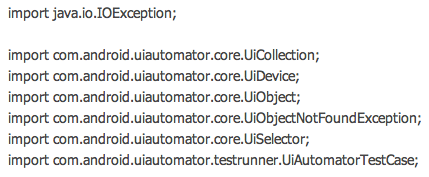 import java.io.IOException;
import com.android.uiautomator.core.UiCollection;
import com.android.uiautomator.core.UiDevice;
import com.android.uiautomator.core.UiObject;
import com.android.uiautomator.core.UiObjectNotFoundException;
import com.android.uiautomator.core.UiSelector;
import com.android.uiautomator.testrunner.UiAutomatorTestCase;